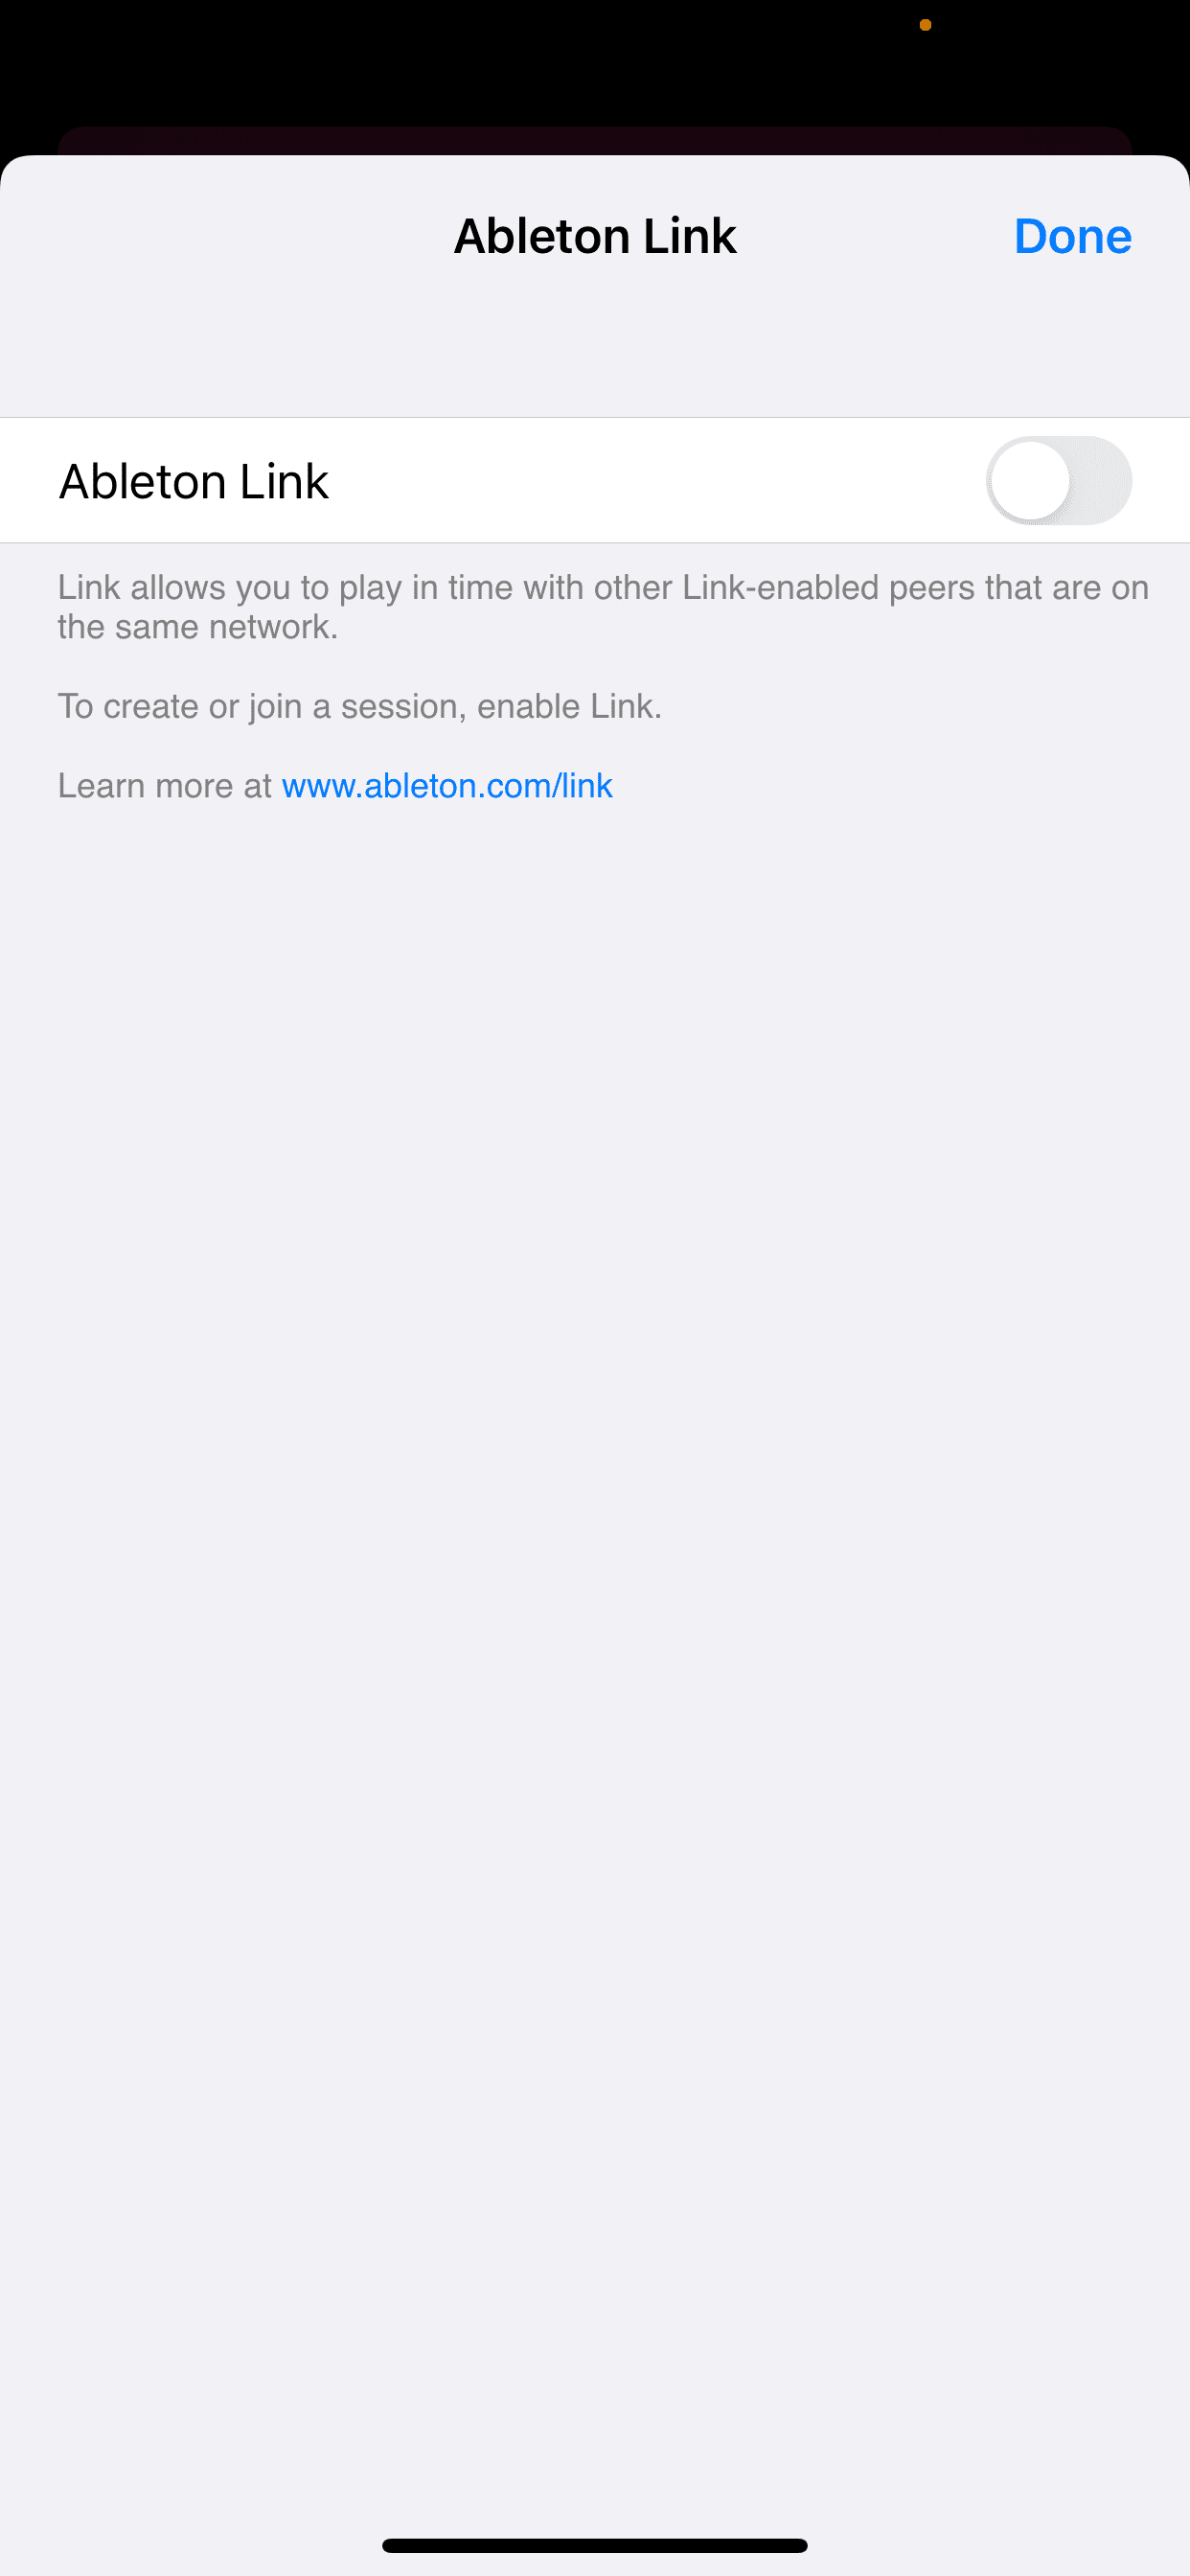 Ableton Link
Done
Ableton Link
Link allows you to play in time with other Link-enabled peers that are on
the same network.
To create or join a session, enable Link.
Learn more at www.ableton.com/link